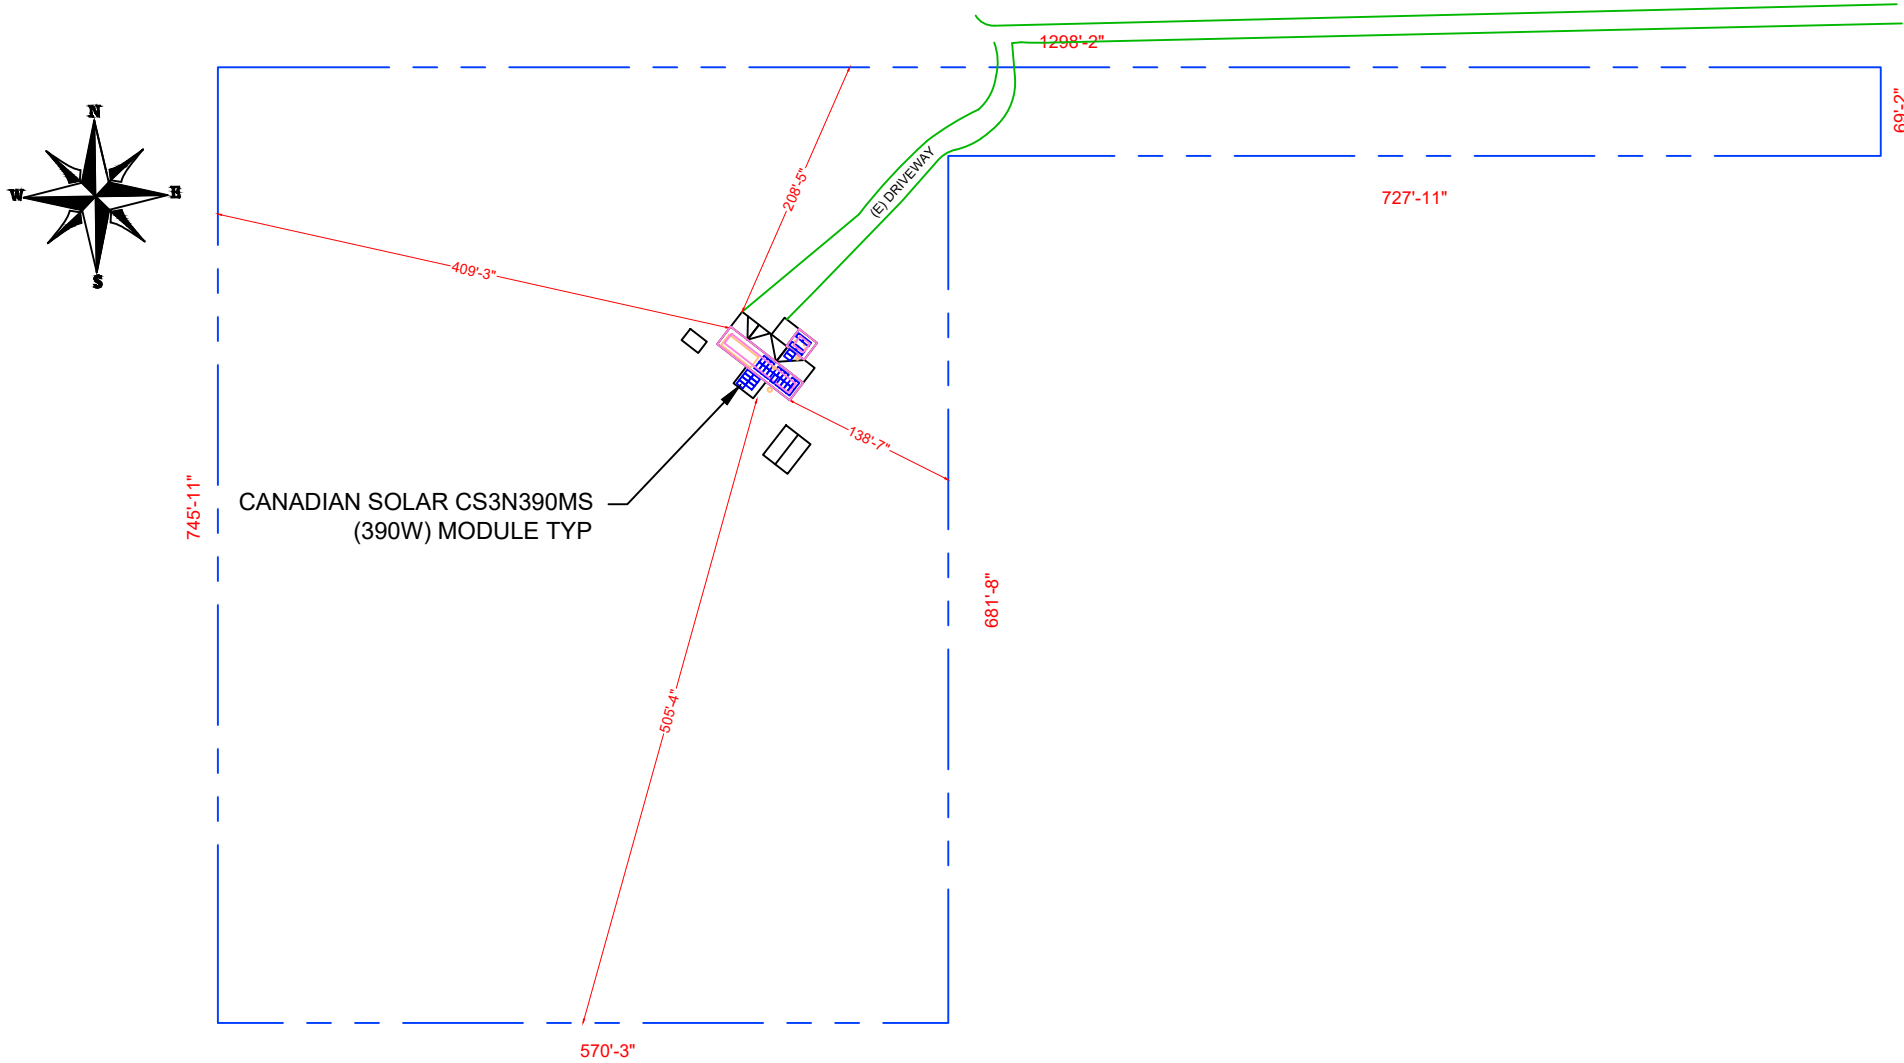 1298'-2"
69'-2"
N
W
E
S
(E) DRIVEWAY
208'-5"
727'-11"
409'-3"
138'-7"
CANADIAN SOLAR CS3N390MS
(390W) MODULE TYP
745'-11"
681'-8"
505'-4"
570'-3"